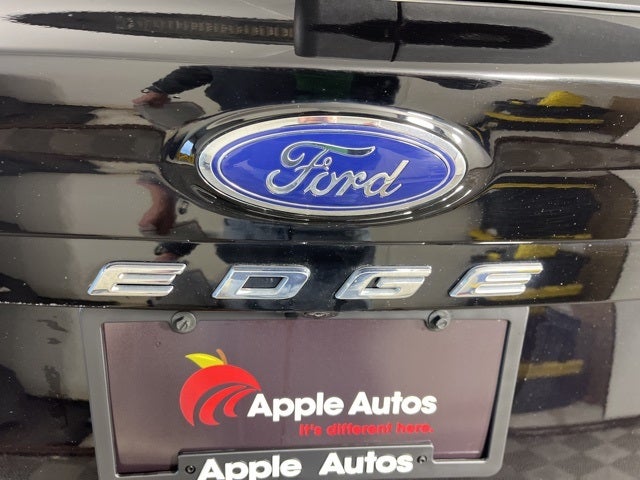 Ford
EDGE
Apple Autos
It's different here.
Apple Autos